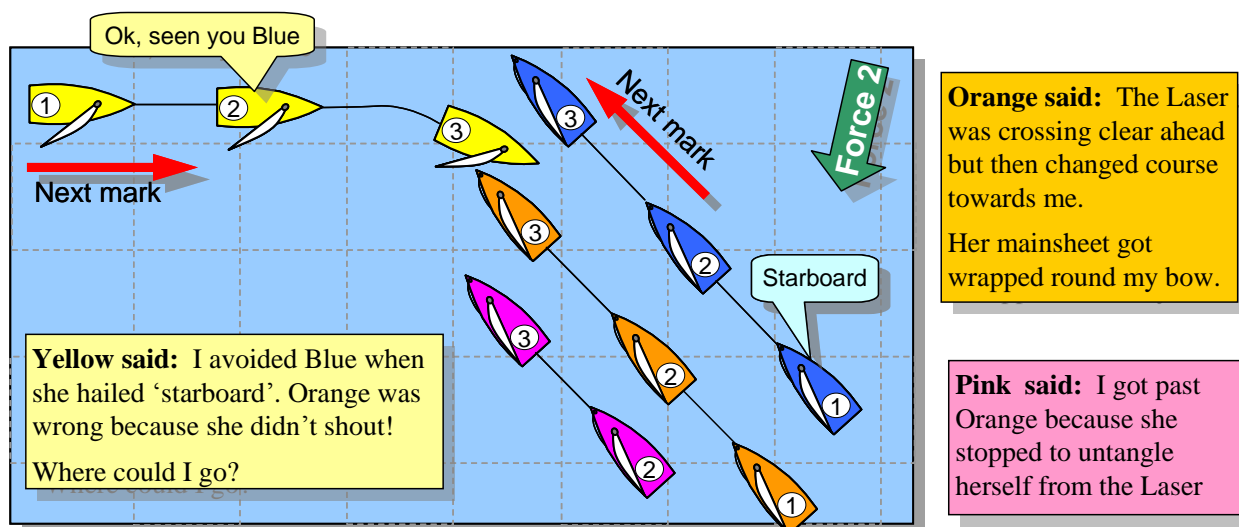 Ok, seen you Blue
1
2
3
Next mark
3
Next mark
Force 2
3
2
Starboard
3
2
1
2
1
Yellow said: I avoided Blue when
she hailed ‘starboard’. Orange was
wrong because she didn’t shout!
Where could I go?
Orange said: The Laser
was crossing clear ahead
but then changed course
towards me.
Her mainsheet got
wrapped round my bow.
Pink said: I got past
Orange because she
stopped to untangle
herself from the Laser